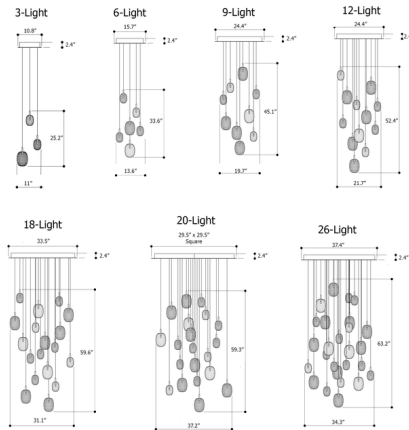 3-Light
10.8"
2.4"
25.2"
11"
6-Light
15.7"
2.4"
33.6"
13.6"
9-Light
24.4"
2.4"
45.1"
19.7"
12-Light
24.4"
52.4"
21.7"
18-Light
33.5"
2.4"
59.6"
31.1"
20-Light
29.5" x 29.5"
Square
2.4"
59.3"
37.2"
26-Light
37.4"
2.4"
63.2"
34.3"